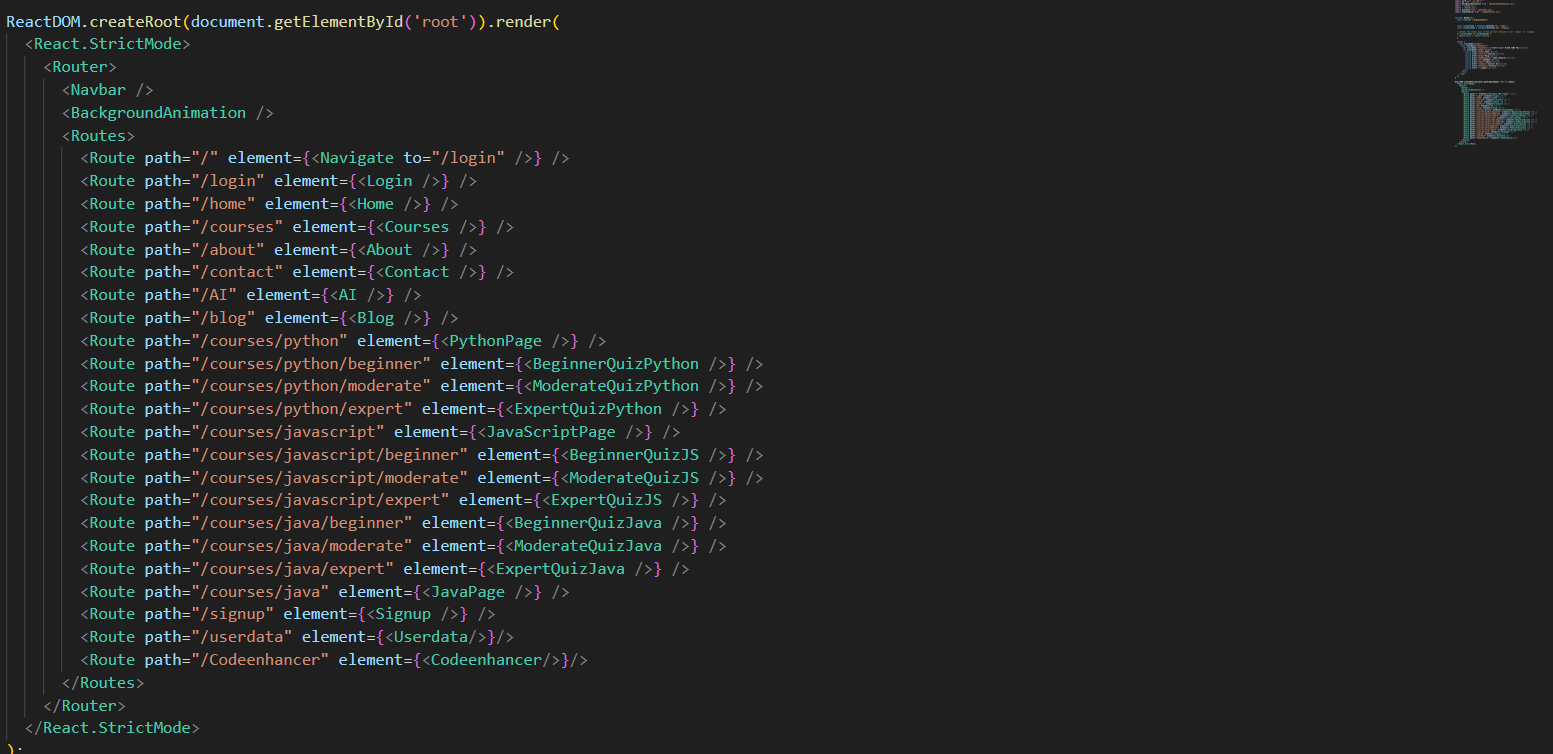 ReactDOM.createRoot(document.getElementById('root')).render(
<React.StrictMode>
<Router>
<Navbar />
<BackgroundAnimation />
<Routes>
<Route path="/" element={<Navigate to="/login" />} />
<Route path="/login" element={<Login />} />
<Route path="/home" element={<Home />} />
<Route path="/courses" element={<Courses />} />
<Route path="/about" element={<About />} />
<Route path="/contact" element={<Contact />} />
<Route path="/AI" element={<AI />} />
<Route path="/blog" element={<Blog />} />
<Route path="/courses/python" element={<PythonPage />} />
<Route path="/courses/python/beginner" element={<BeginnerQuizPython />} />
<Route path="/courses/python/moderate" element={<ModerateQuizPython />} />
<Route path="/courses/python/expert" element={<ExpertQuizPython />} />
<Route path="/courses/javascript" element={<JavaScriptPage />} />
<Route path="/courses/javascript/beginner" element={<BeginnerQuizJS />} />
<Route path="/courses/javascript/moderate" element={<ModerateQuizJS />} />
<Route path="/courses/javascript/expert" element={<ExpertQuizJS />} />
<Route path="/courses/java/beginner" element={<BeginnerQuizJava />} />
<Route path="/courses/java/moderate" element={<ModerateQuizJava />} />
<Route path="/courses/java/expert" element={<ExpertQuizJava />} />
<Route path="/courses/java" element={<JavaPage />} />
<Route path="/signup" element={<Signup />} />
<Route path="/userdata" element={<Userdata/>}/>
<Route path="/Codeenhancer" element={<Codeenhancer/>}/>
</Routes>
</Router>
</React.StrictMode>
);